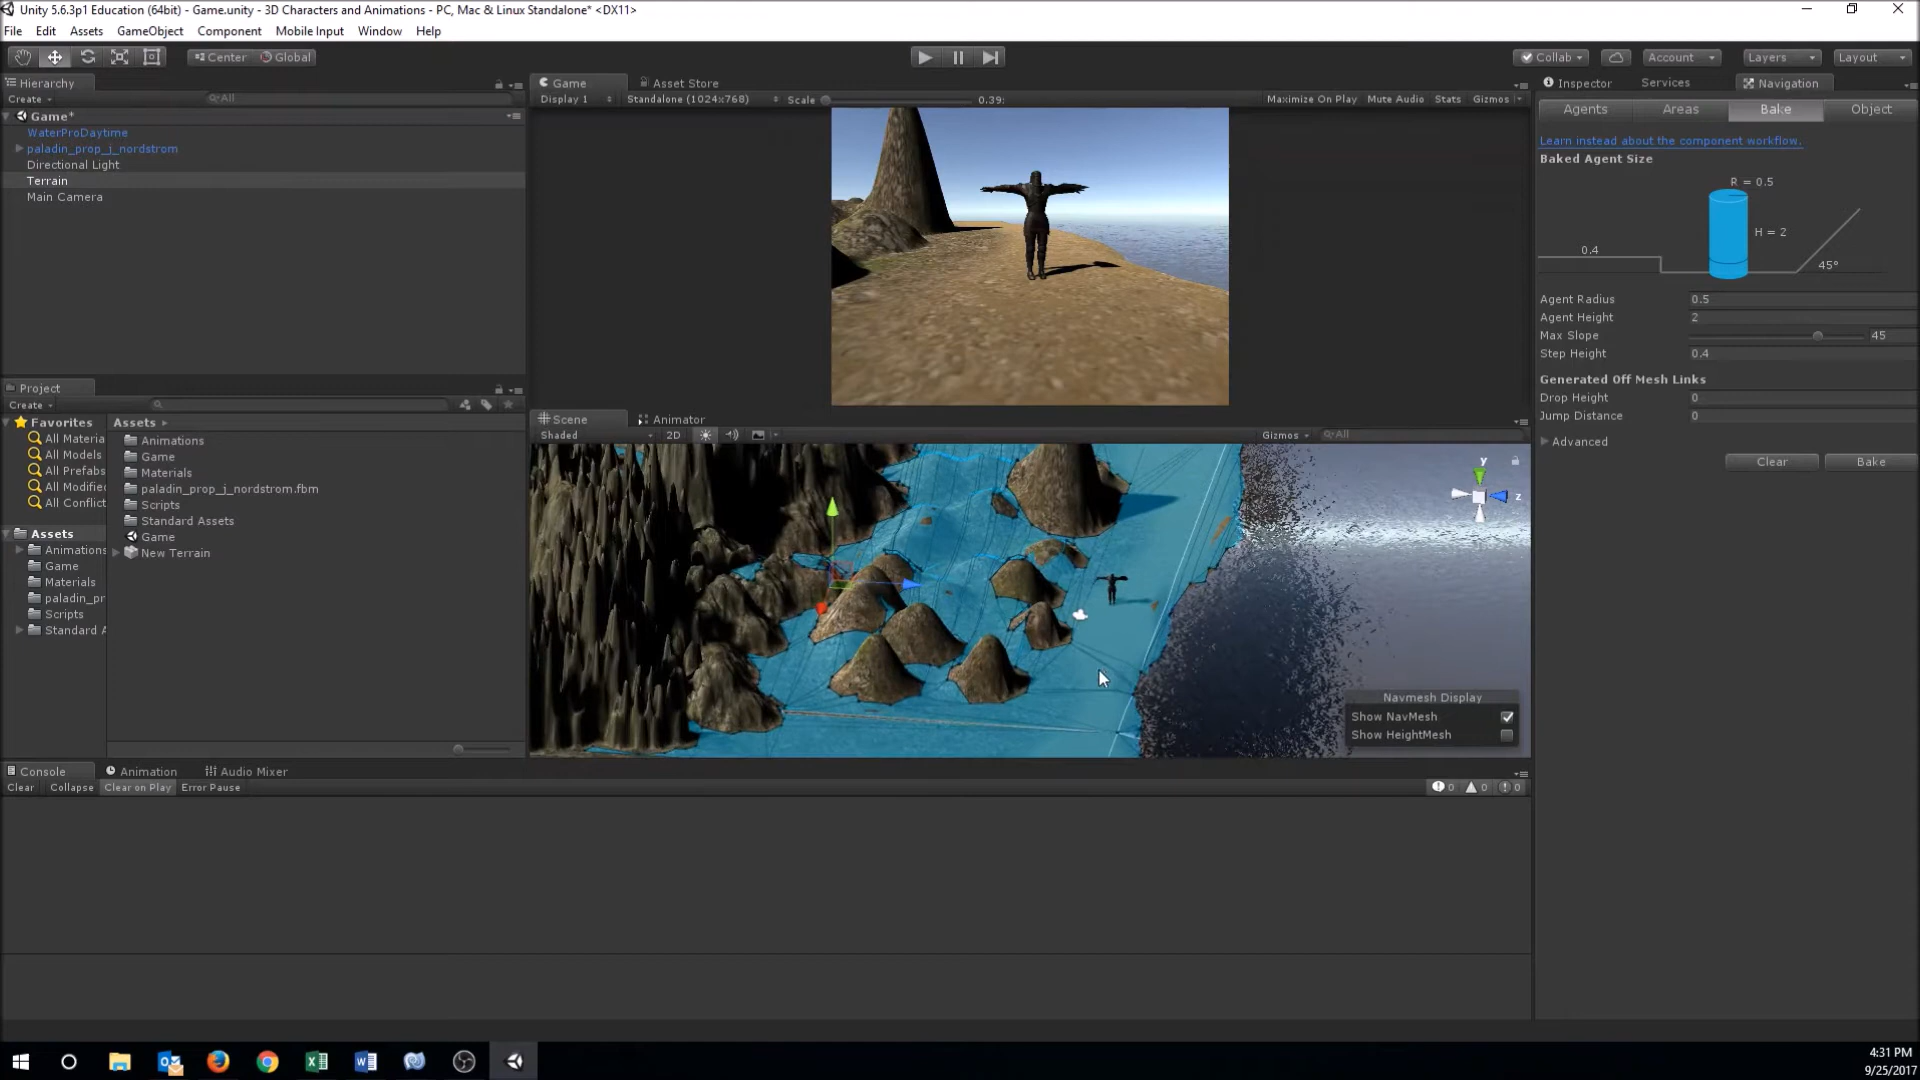 Unity 5.6.3p1 Education (64bit) - Game.unity - 3D Characters and Animations - PC, Mac & Linux Standalone* <DX11>
File Edit Assets GameObject Component Mobile Input Window Help
Center Global Collab Account Layers Layout
Hierarchy
Create All
Game*
WaterProDaytime
paladin_prop_j_nordstrom
Directional Light
Terrain
Main Camera
Game Asset Store
Display 1 Standalone (1024x768) Scale 0.39: Maximize On Play Mute Audio Stats Gizmos
Inspector Services Navigation
Agents Areas Bake Object
Learn instead about the component workflow.
Baked Agent Size
R = 0.5
H = 2
0.4
45°
Agent Radius 0.5
Agent Height 2
Max Slope 45
Step Height 0.4
Generated Off Mesh Links
Drop Height 0
Jump Distance 0
Advanced
Clear Bake
Project
Create
Favorites
All Materia
All Models
All Prefabs
All Modified
All Conflict
Assets
Animations
Game
Materials
paladin_pr
Scripts
Standard A
Assets
Animations
Game
Materials
paladin_prop_j_nordstrom.fbm
Scripts
Standard Assets
Game
New Terrain
Scene Animator
Shaded 2D Gizmos All
y
z
Navmesh Display
Show NavMesh
Show HeightMesh
Console Animation Audio Mixer
Clear Collapse Clear on Play Error Pause 0 0 0
4:31 PM
9/25/2017